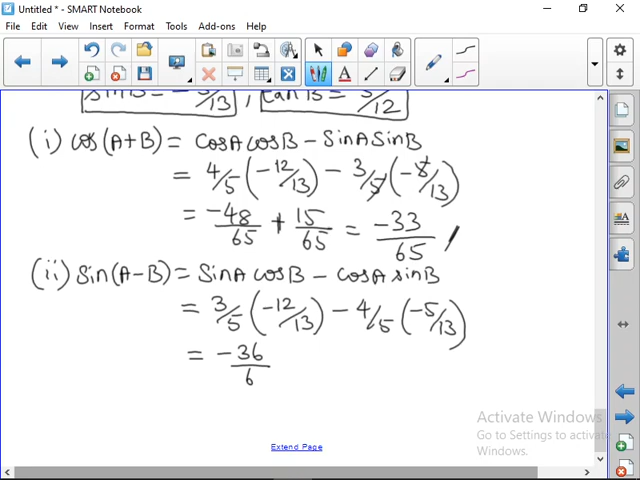 Untitled * - SMART Notebook
File Edit View Insert Format Tools Add-ons Help
sin B = - 5/13 , tan B = 5/12
(i) cos(A+B) = cosA cosB - sinA sinB
= 4/5 (-12/13) - 3/5 (-5/13)
= -48/65 + 15/65 = -33/65 //
(ii) sin(A-B) = sinA cosB - cosA sinB
= 3/5 (-12/13) - 4/5 (-5/13)
= -36/6
Extend Page
Activate Windows
Go to Settings to activate
Windows.